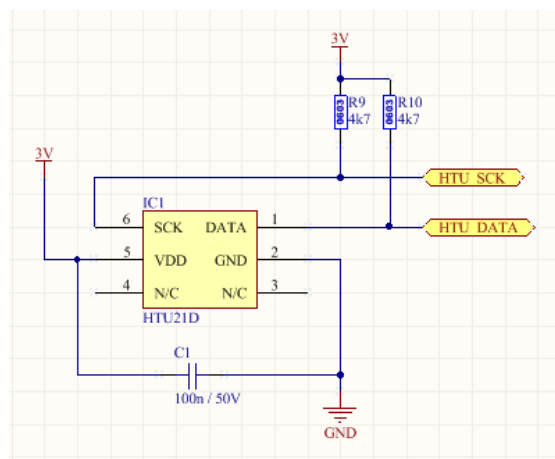 3V
0603
R9
4k7
0603
R10
4k7
3V
HTU_SCK
IC1
6
SCK
DATA
1
HTU_DATA
5
VDD
GND
2
4
N/C
N/C
3
HTU21D
C1
100n / 50V
GND